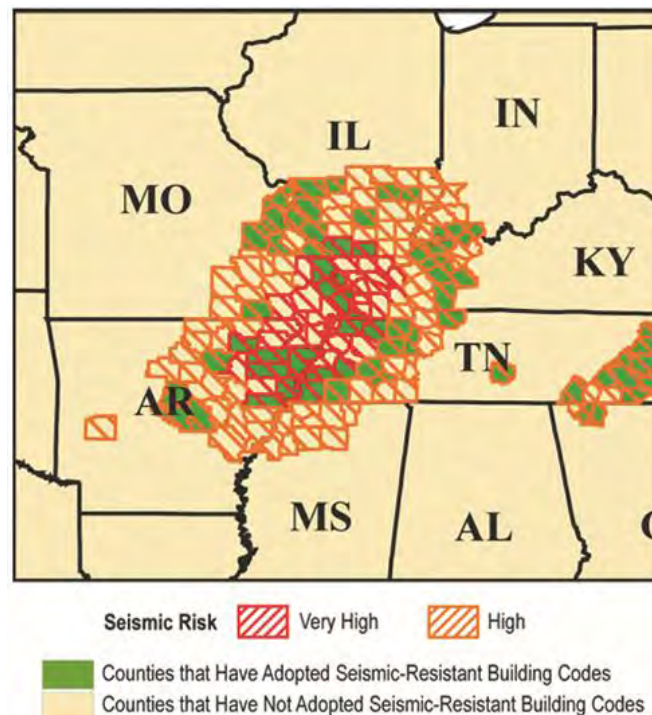 IL
IN
MO
KY
TN
AR
MS
AL
Seismic Risk Very High High
Counties that Have Adopted Seismic-Resistant Building Codes
Counties that Have Not Adopted Seismic-Resistant Building Codes